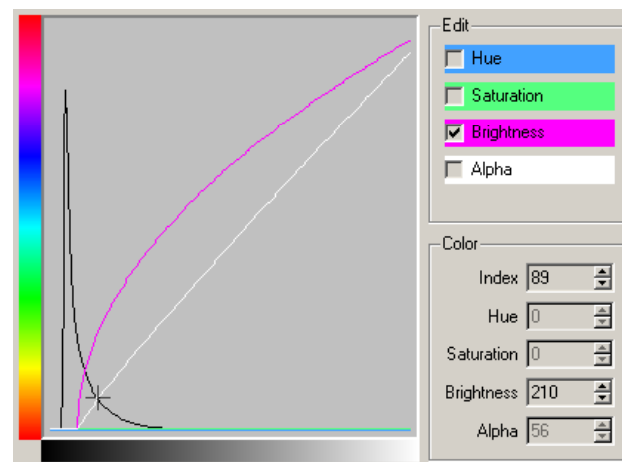 Edit
Hue
Saturation
Brightness
Alpha
Color
Index 89
Hue 0
Saturation 0
Brightness 210
Alpha 56